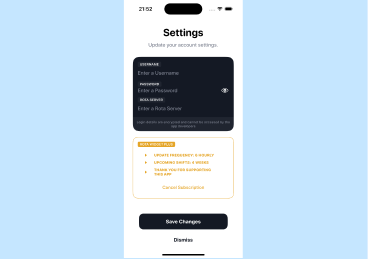 21:52
Settings
Update your account settings.
USERNAME
Enter a Username
PASSWORD
Enter a Password
ROTA SERVER
Enter a Rota Server
Login details are encrypted and cannot be accessed by the
app developers.
ROTA WIDGET PLUS
UPDATE FREQUENCY: 6 HOURLY
UPCOMING SHIFTS: 6 WEEKS
THANK YOU FOR SUPPORTING
THIS APP
Cancel Subscription
Save Changes
Dismiss